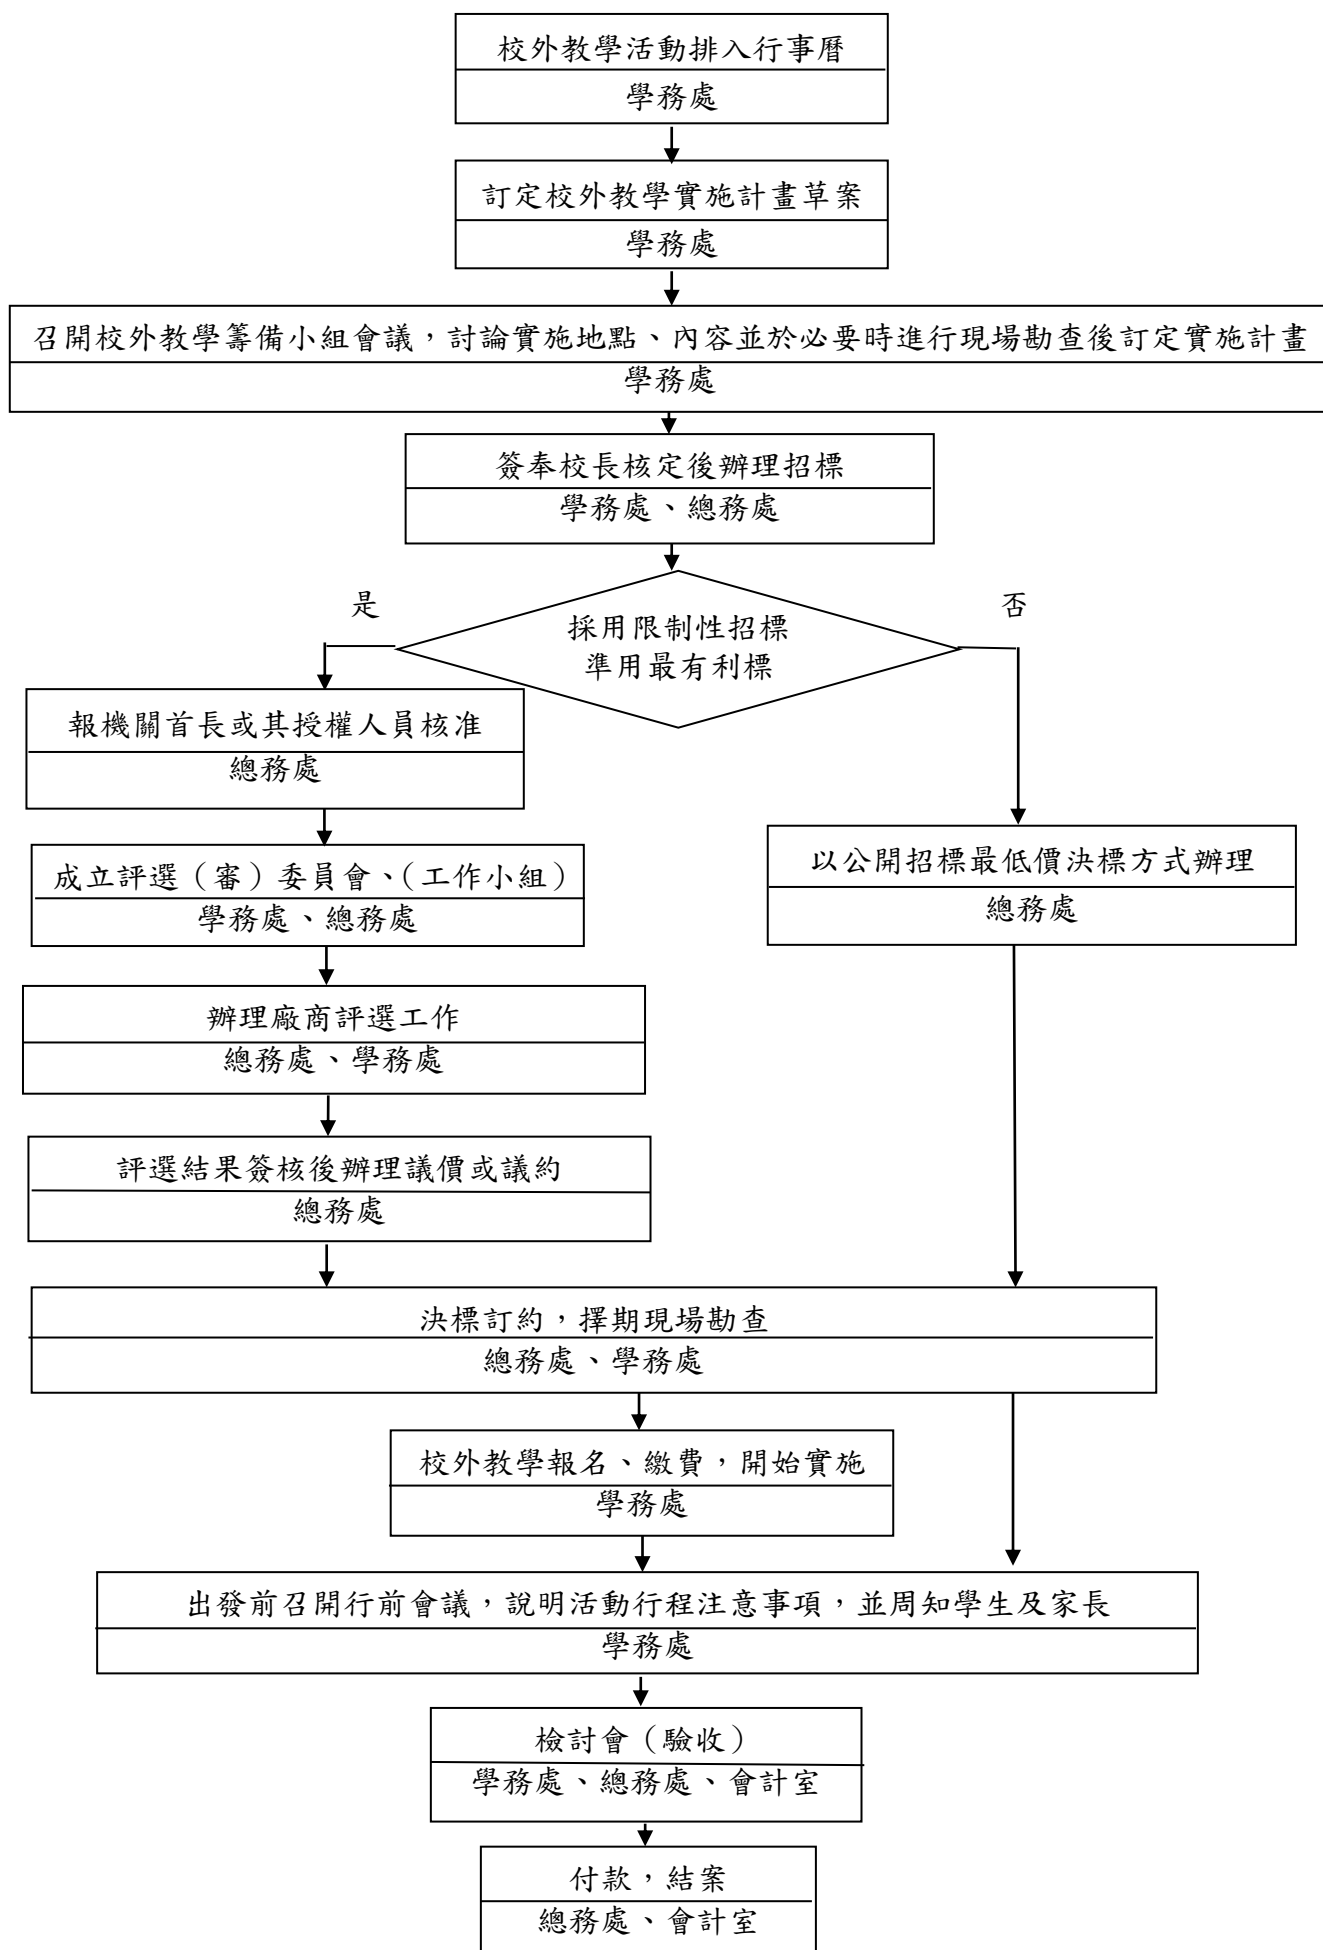 校外教學活動排入行事曆
學務處
訂定校外教學實施計畫草案
學務處
召開校外教學籌備小組會議，討論實施地點、內容並於必要時進行現場勘查後訂定實施計畫
學務處
簽奉校長核定後辦理招標
學務處、總務處
是
否
採用限制性招標
準用最有利標
報機關首長或其授權人員核准
總務處
成立評選（審）委員會、（工作小組）
學務處、總務處
以公開招標最低價決標方式辦理
總務處
辦理廠商評選工作
總務處、學務處
評選結果簽核後辦理議價或議約
總務處
決標訂約，擇期現場勘查
總務處、學務處
校外教學報名、繳費，開始實施
學務處
出發前召開行前會議，說明活動行程注意事項，並周知學生及家長
學務處
檢討會（驗收）
學務處、總務處、會計室
付款，結案
總務處、會計室